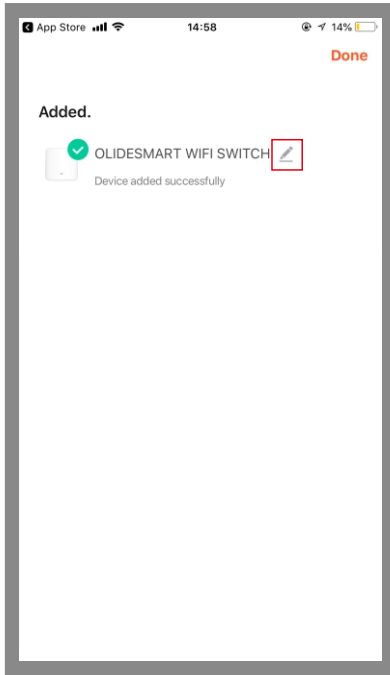 App Store 14:58 14%
Done
Added.
OLIDESMART WIFI SWITCH
Device added successfully